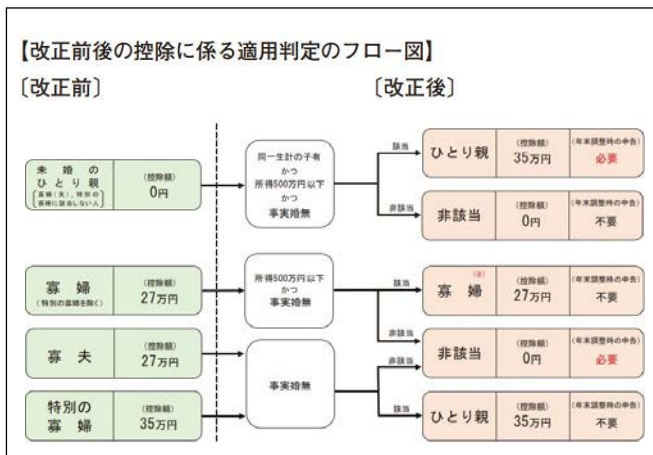 【改正前後の控除に係る適用判定のフロー図】
〔改正前〕
〔改正後〕
未婚の
ひとり親
寡婦(夫)、特別の
寡婦に該当しない人
(控除額)
0円
同一生計の子有
かつ
所得500万円以下
かつ
事実婚無
該当
ひとり親
(控除額)
35万円
(年末調整時の申告)
必要
非該当
非該当
(控除額)
0円
(年末調整時の申告)
不要
寡婦
(特別の寡婦を除く)
(控除額)
27万円
所得500万円以下
かつ
事実婚無
該当
寡婦
(注)
(控除額)
27万円
(年末調整時の申告)
不要
寡夫
(控除額)
27万円
非該当
非該当
非該当
(控除額)
0円
(年末調整時の申告)
必要
特別の
寡婦
(控除額)
35万円
事実婚無
該当
ひとり親
(控除額)
35万円
(年末調整時の申告)
不要